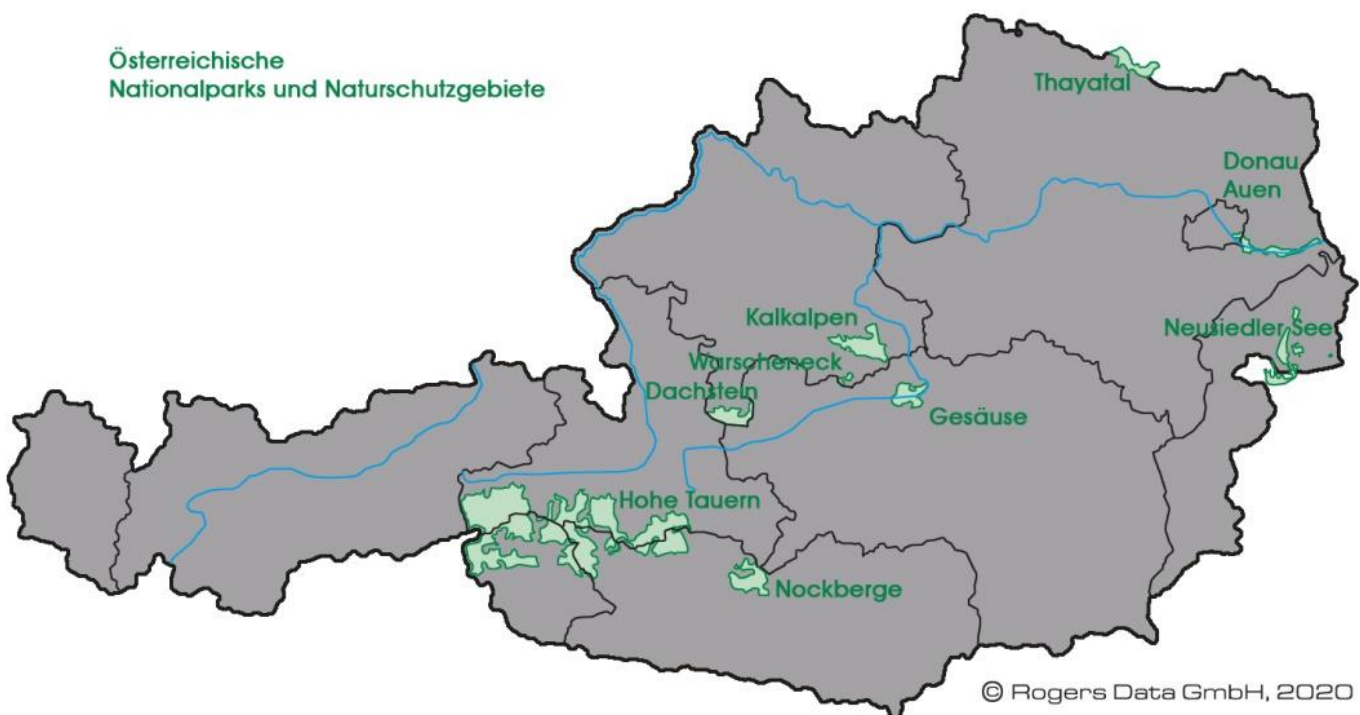 Österreichische
Nationalparks und Naturschutzgebiete
Thayatal
Donau
Auen
Kalkalpen
Neusiedler See
Warscheneck
Dachstein
Gesäuse
Hohe Tauern
Nockberge
© Rogers Data GmbH, 2020